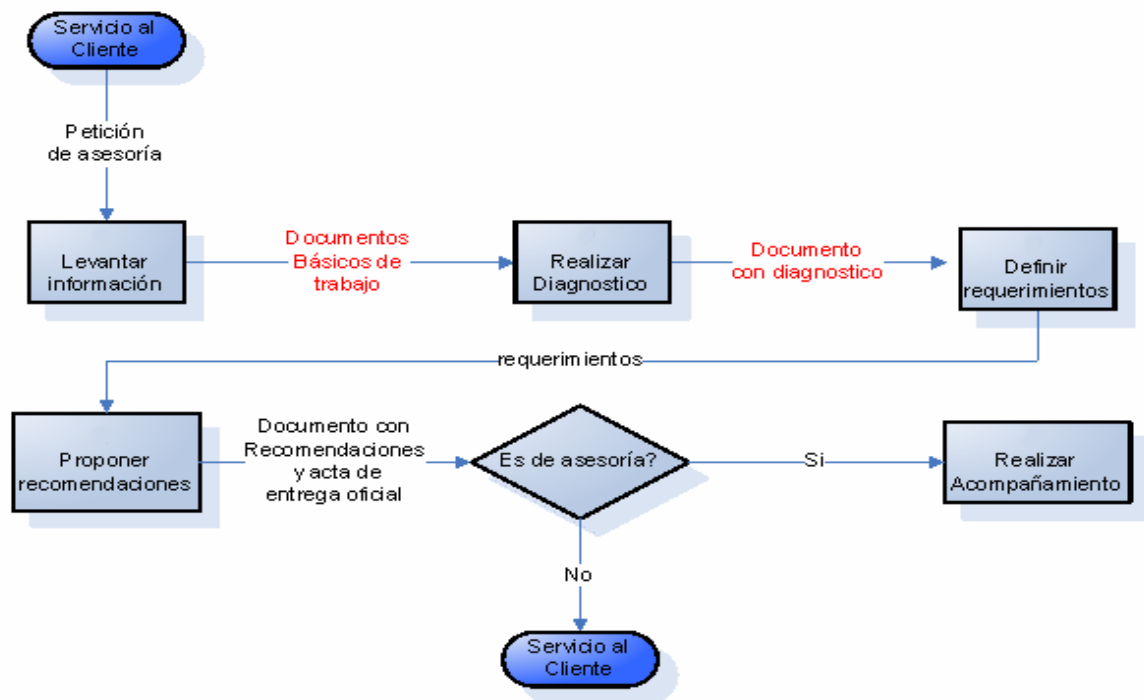 Servicio al
Cliente
Petición
de asesoría
Levantar
información
Documentos
Básicos de
trabajo
Realizar
Diagnostico
Documento
con diagnostico
Definir
requerimientos
requerimientos
Proponer
recomendaciones
Documento con
Recomendaciones
y acta de
entrega oficial
Es de asesoría?
Si
Realizar
Acompañamiento
No
Servicio al
Cliente